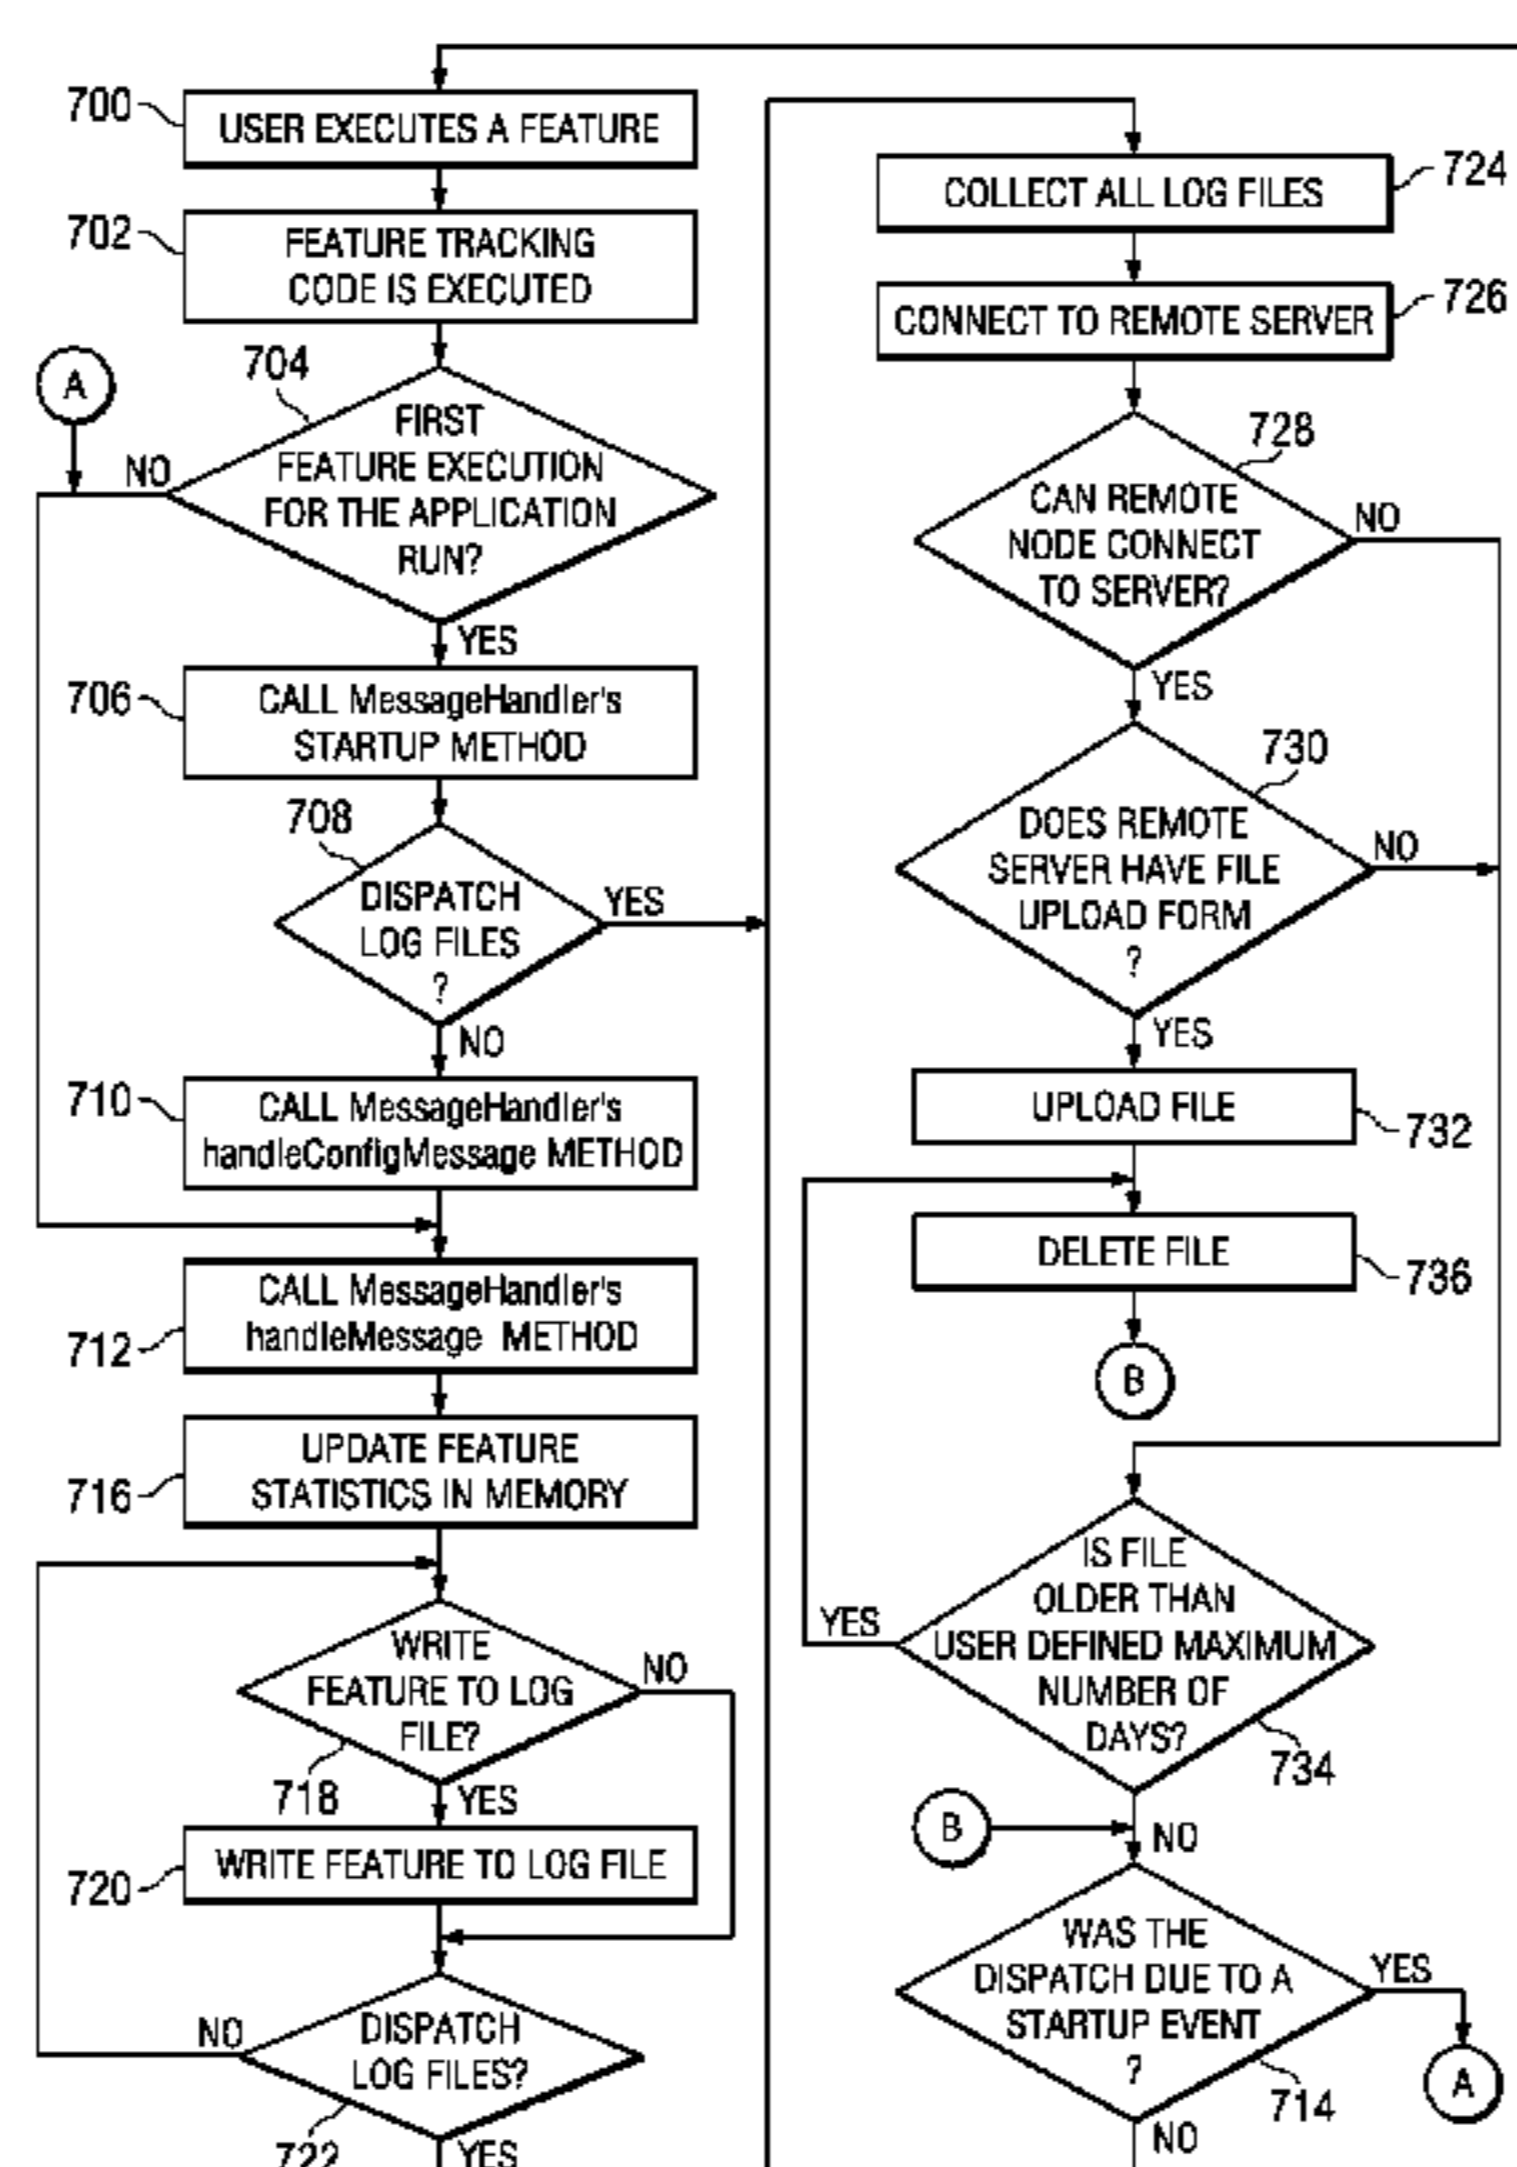 700
USER EXECUTES A FEATURE
702
FEATURE TRACKING
CODE IS EXECUTED
A
704
NO
FIRST
FEATURE EXECUTION
FOR THE APPLICATION
RUN?
YES
706
CALL MessageHandler's
STARTUP METHOD
708
DISPATCH
LOG FILES
?
YES
NO
710
CALL MessageHandler's
handleConfigMessage METHOD
712
CALL MessageHandler's
handleMessage METHOD
716
UPDATE FEATURE
STATISTICS IN MEMORY
WRITE
FEATURE TO LOG
FILE?
NO
718
YES
720
WRITE FEATURE TO LOG FILE
NO
DISPATCH
LOG FILES?
722
YES
724
COLLECT ALL LOG FILES
726
CONNECT TO REMOTE SERVER
728
CAN REMOTE
NODE CONNECT
TO SERVER?
NO
YES
730
DOES REMOTE
SERVER HAVE FILE
UPLOAD FORM
?
NO
YES
UPLOAD FILE
732
DELETE FILE
736
B
IS FILE
OLDER THAN
USER DEFINED MAXIMUM
NUMBER OF
DAYS?
YES
734
B
NO
WAS THE
DISPATCH DUE TO A
STARTUP EVENT
?
YES
A
714
NO